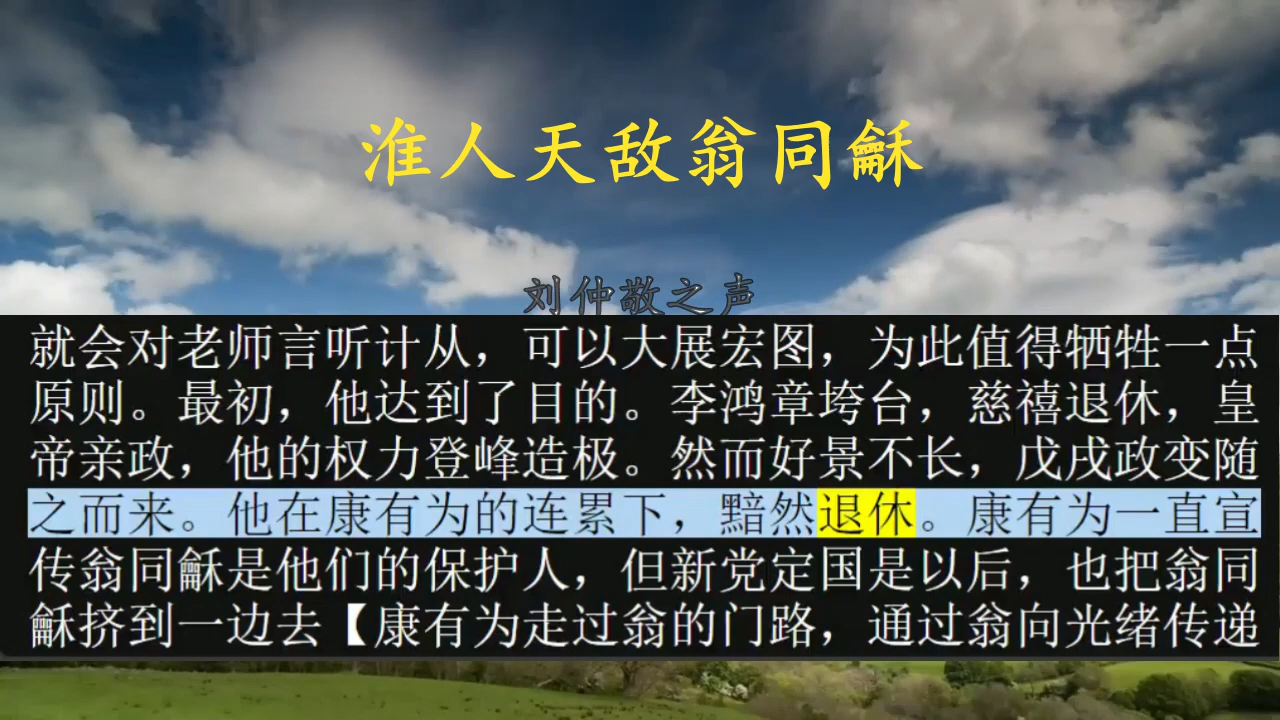 淮人天敌翁同龢
刘仲敬之声
就会对老师言听计从，可以大展宏图，为此值得牺牲一点
原则。最初，他达到了目的。李鸿章垮台，慈禧退休，皇
帝亲政，他的权力登峰造极。然而好景不长，戊戌政变随
之而来。他在康有为的连累下，黯然退休。康有为一直宣
传翁同龢是他们的保护人，但新党定国是以后，也把翁同
龢挤到一边去【康有为走过翁的门路，通过翁向光绪传递